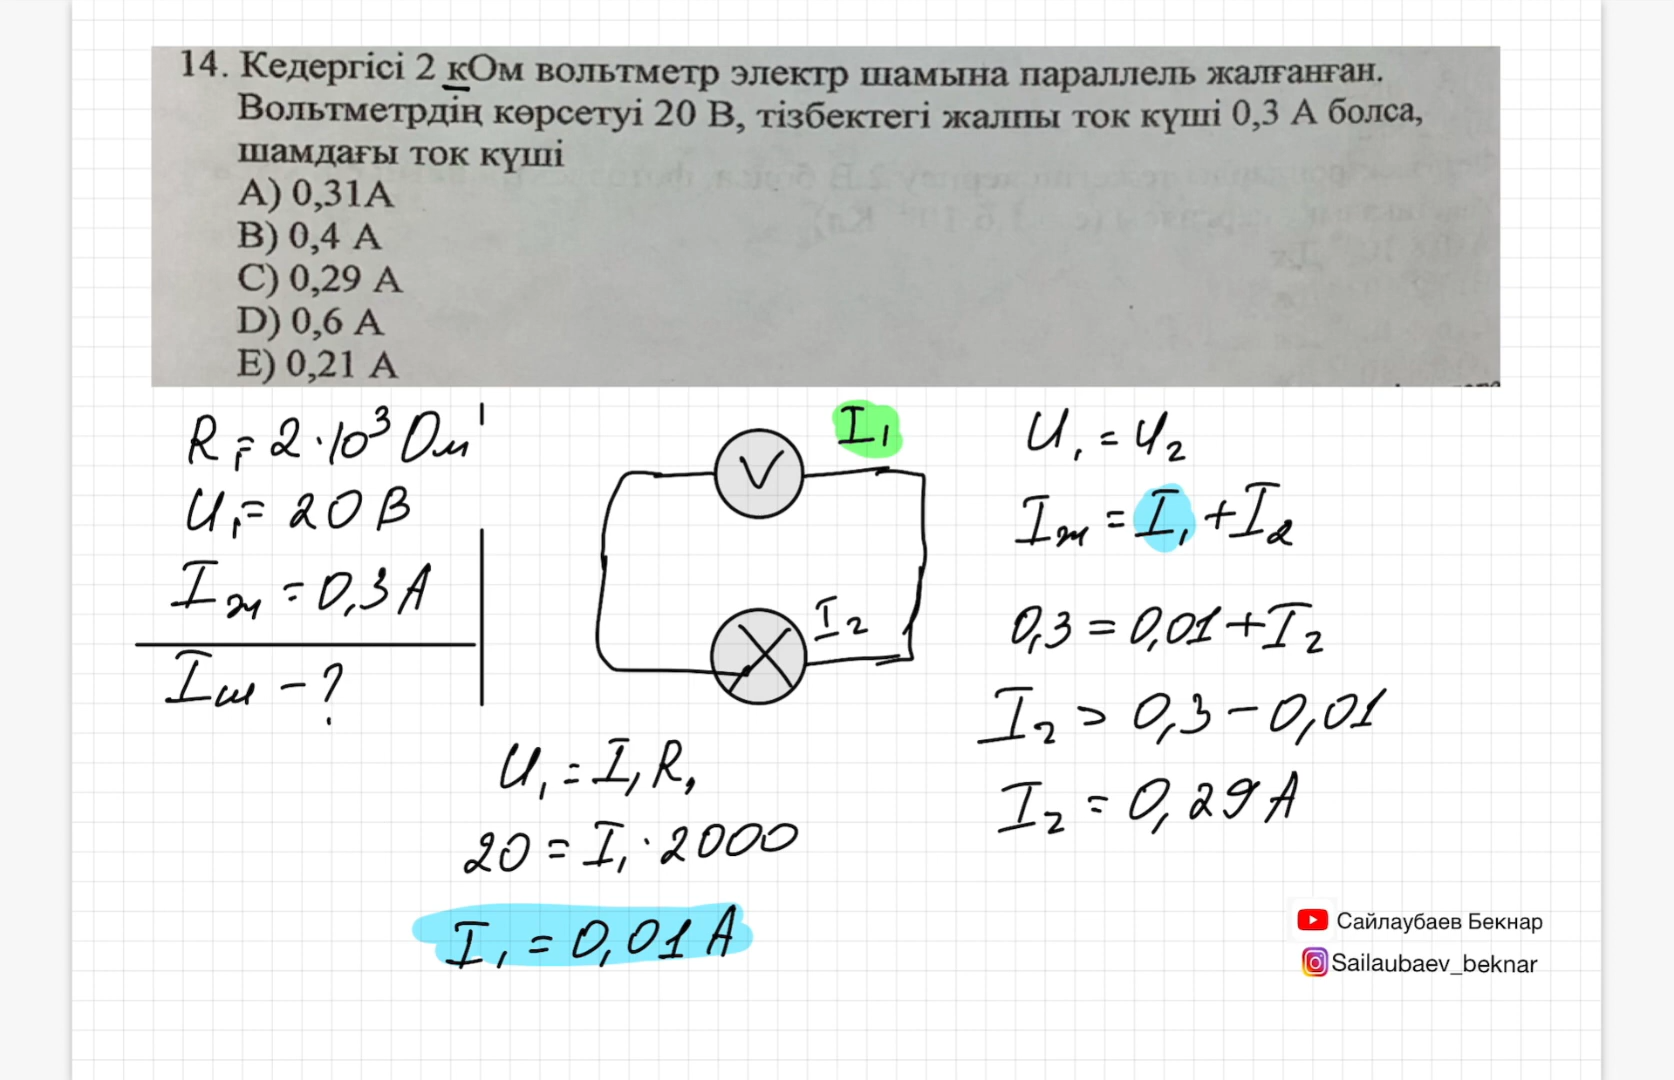 14. Кедергісі 2 кОм вольтметр электр шамына параллель жалғанған.
Вольтметрдің көрсетуі 20 В, тізбектегі жалпы ток күші 0,3 А болса,
шамдағы ток күші
A) 0,31А
B) 0,4 А
C) 0,29 А
D) 0,6 А
E) 0,21 А
R₁ = 2·10³ Ом
U₁ = 20 В
Iж = 0,3 А
Iш - ?
V
I₁
I₂
U₁ = I₁R₁
20 = I₁·2000
I₁ = 0,01 А
U₁ = U₂
Iж = I₁ + I₂
0,3 = 0,01 + I₂
I₂ = 0,3 - 0,01
I₂ = 0,29 А
Сайлаубаев Бекнар
Sailaubaev_beknar